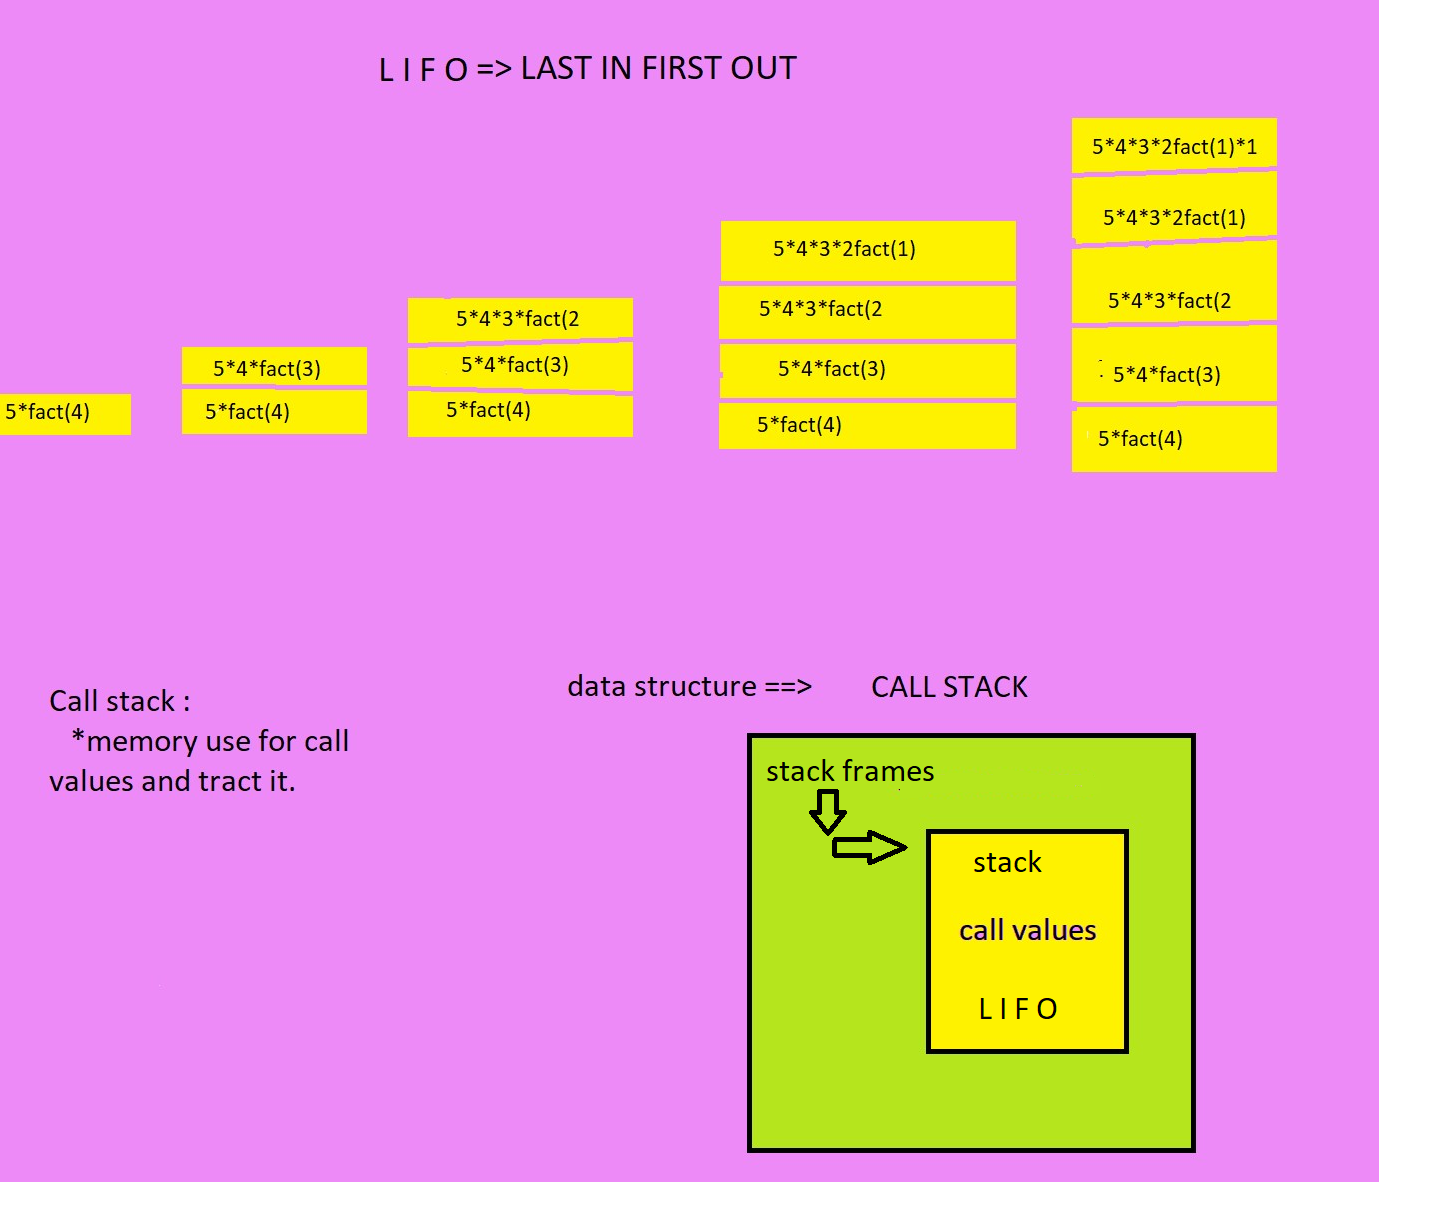 L I F O => LAST IN FIRST OUT
5*fact(4)
5*4*fact(3)
5*fact(4)
5*4*3*fact(2
5*4*fact(3)
5*fact(4)
5*4*3*2fact(1)
5*4*3*fact(2
5*4*fact(3)
5*fact(4)
5*4*3*2fact(1)*1
5*4*3*2fact(1)
5*4*3*fact(2
5*4*fact(3)
5*fact(4)
Call stack :
*memory use for call
values and tract it.
data structure ==> CALL STACK
stack frames
stack
call values
L I F O